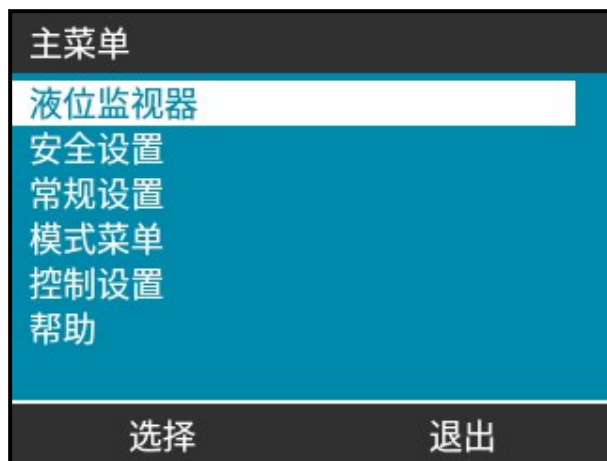 主菜单
液位监视器
安全设置
常规设置
模式菜单
控制设置
帮助
选择 退出